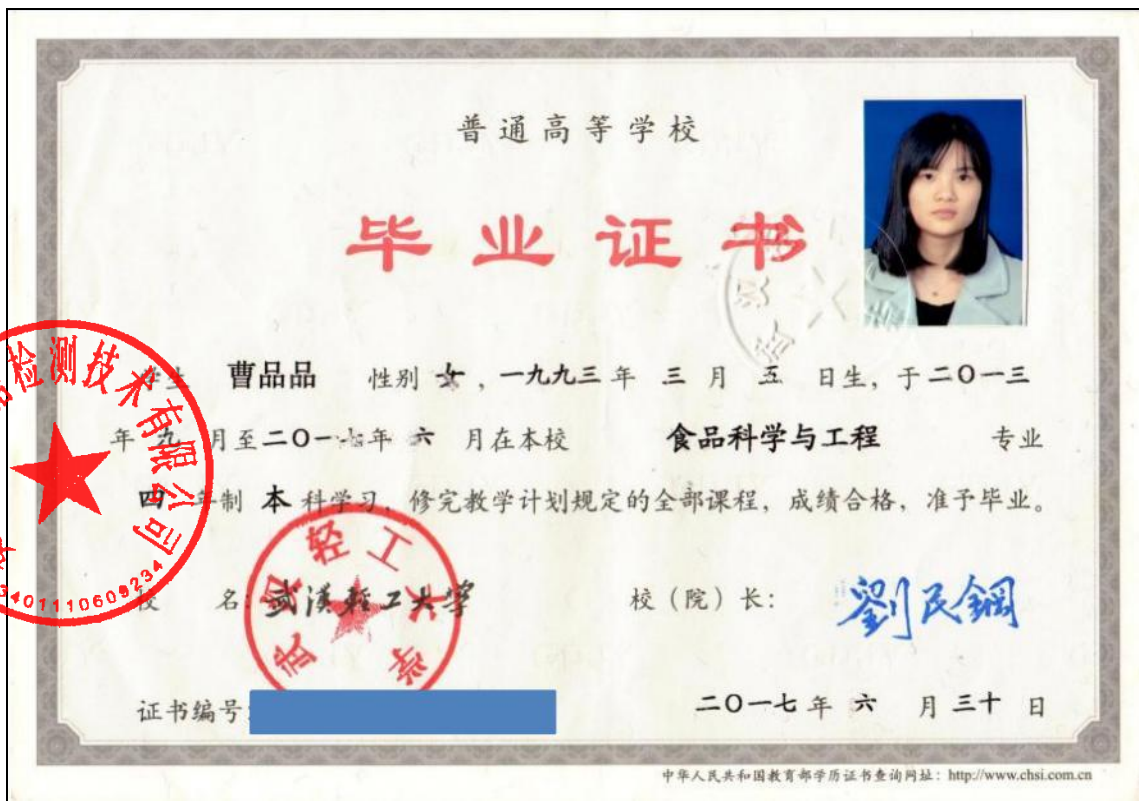 普通高等学校
毕业证书
学生 曹品品 性别 女，一九九三年 三 月 五 日生，于二〇一三
年 九 月至二〇一七年 六 月在本校 食品科学与工程 专业
四 年制 本 科学习，修完教学计划规定的全部课程，成绩合格，准予毕业。
校 名：武汉轻工大学 校（院）长：劉民鋼
武汉轻工大学
证书编号：
二〇一七年 六 月 三十 日
中华人民共和国教育部学历证书查询网址：http://www.chsi.com.cn
检测技术有限公司
3401110609234